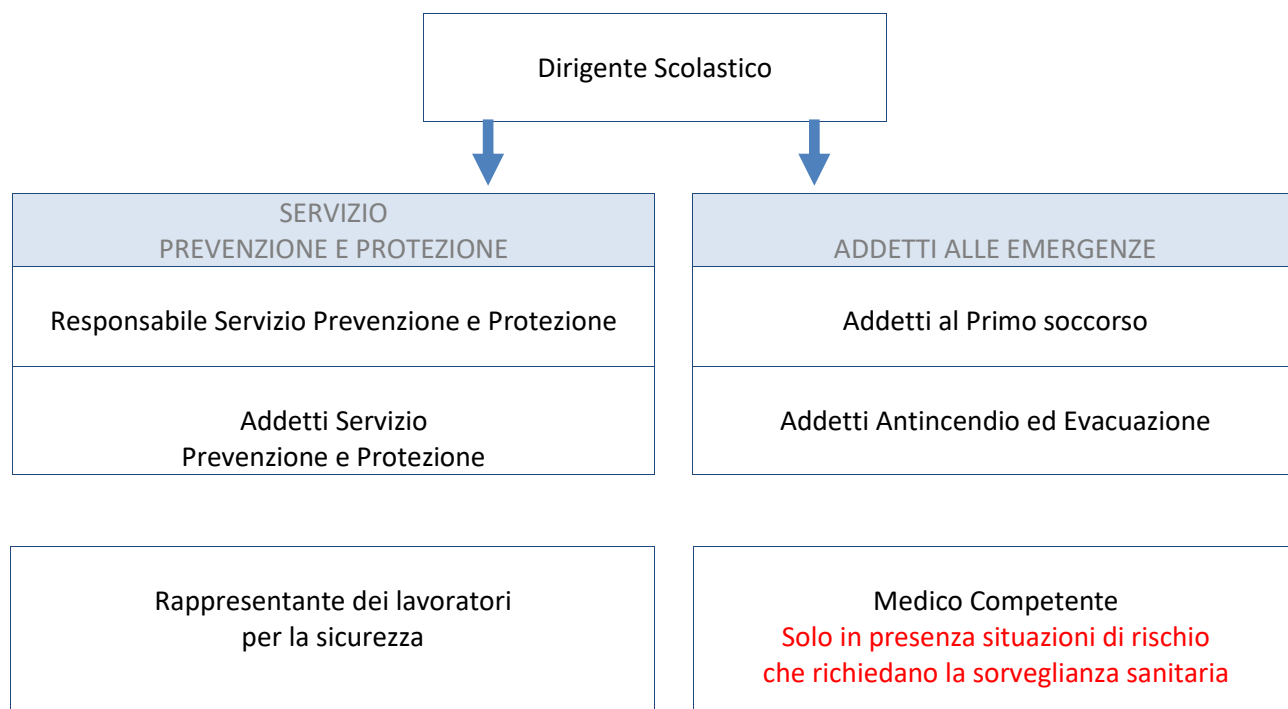 Dirigente Scolastico
SERVIZIO
PREVENZIONE E PROTEZIONE
Responsabile Servizio Prevenzione e Protezione
Addetti Servizio
Prevenzione e Protezione
ADDETTI ALLE EMERGENZE
Addetti al Primo soccorso
Addetti Antincendio ed Evacuazione
Rappresentante dei lavoratori
per la sicurezza
Medico Competente
Solo in presenza situazioni di rischio
che richiedano la sorveglianza sanitaria